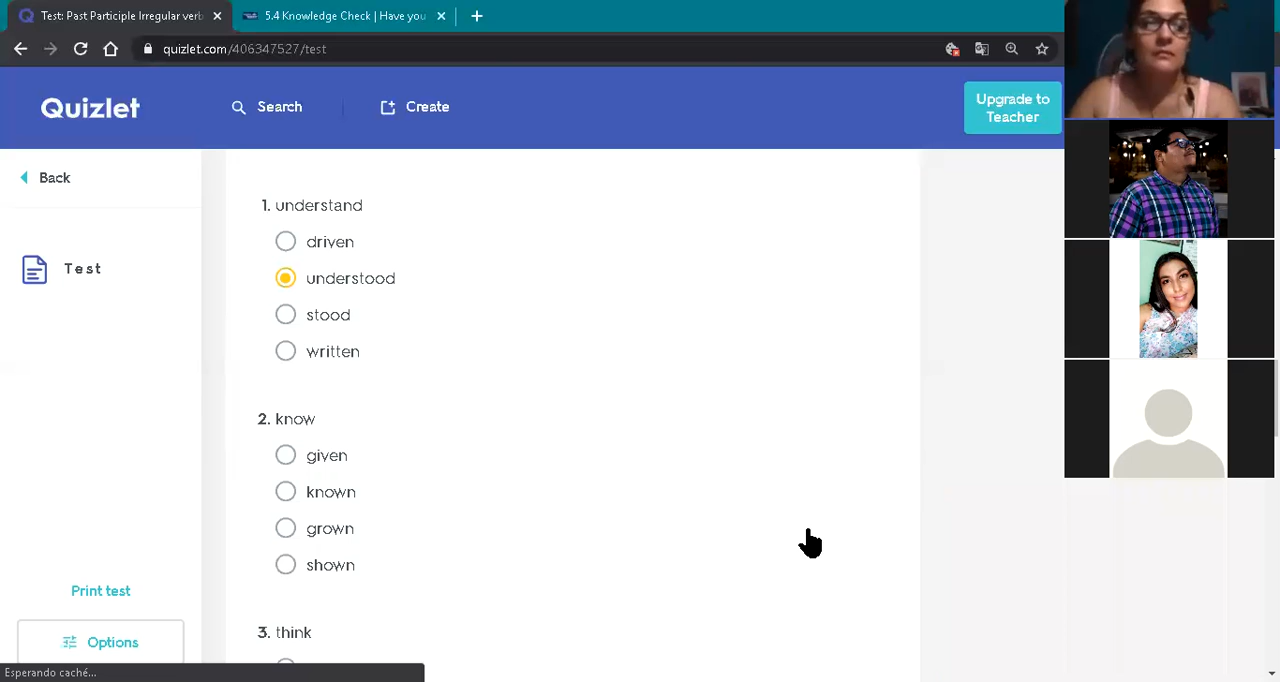 Test: Past Participle Irregular verb
5.4 Knowledge Check | Have you
quizlet.com/406347527/test
Quizlet
Search
Create
Upgrade to
Teacher
Back
Test
1. understand
driven
understood
stood
written
2. know
given
known
grown
shown
3. think
Print test
Options
Esperando caché...